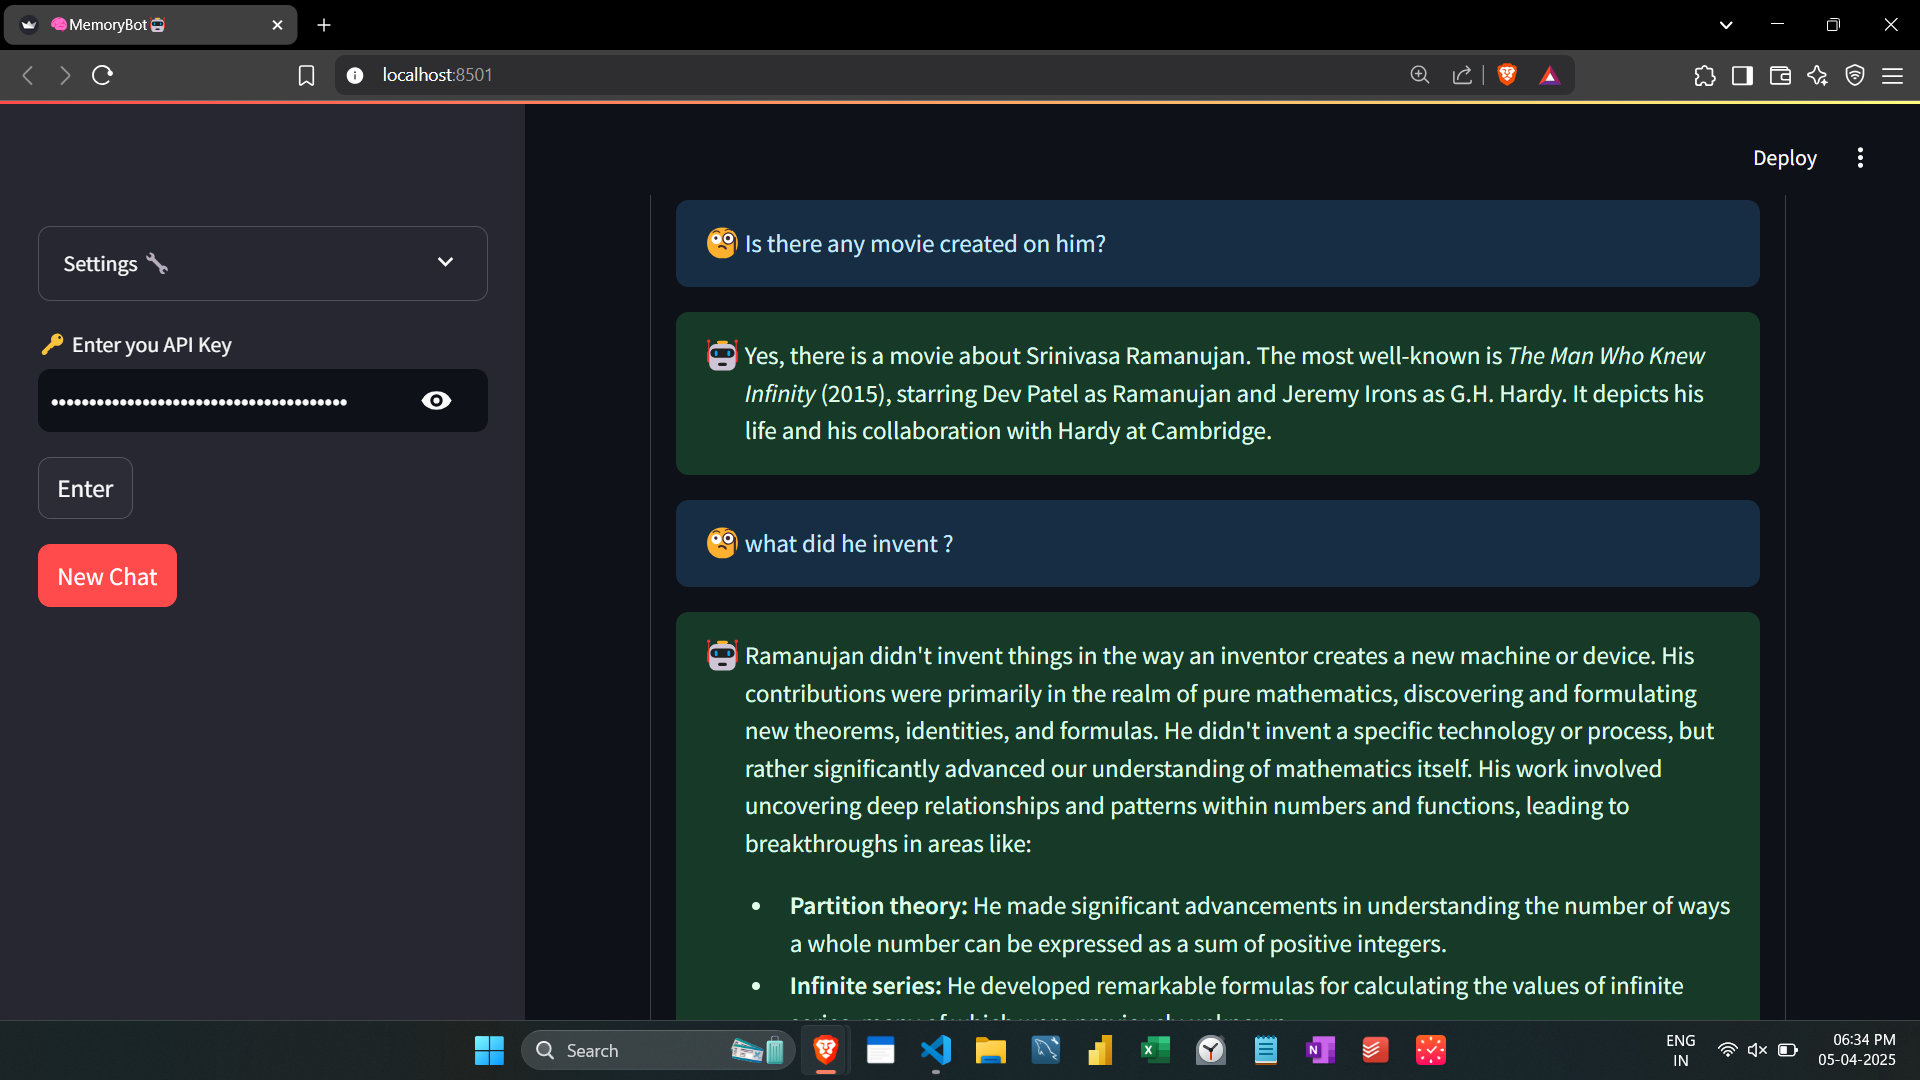 MemoryBot
localhost:8501
Deploy
Settings
Enter you API Key
Enter
New Chat
Is there any movie created on him?
Yes, there is a movie about Srinivasa Ramanujan. The most well-known is The Man Who Knew
Infinity (2015), starring Dev Patel as Ramanujan and Jeremy Irons as G.H. Hardy. It depicts his
life and his collaboration with Hardy at Cambridge.
what did he invent ?
Ramanujan didn't invent things in the way an inventor creates a new machine or device. His
contributions were primarily in the realm of pure mathematics, discovering and formulating
new theorems, identities, and formulas. He didn't invent a specific technology or process, but
rather significantly advanced our understanding of mathematics itself. His work involved
uncovering deep relationships and patterns within numbers and functions, leading to
breakthroughs in areas like:
• Partition theory: He made significant advancements in understanding the number of ways
a whole number can be expressed as a sum of positive integers.
• Infinite series: He developed remarkable formulas for calculating the values of infinite
series, many of which were previously unknown.
Search
ENG
IN
06:34 PM
05-04-2025